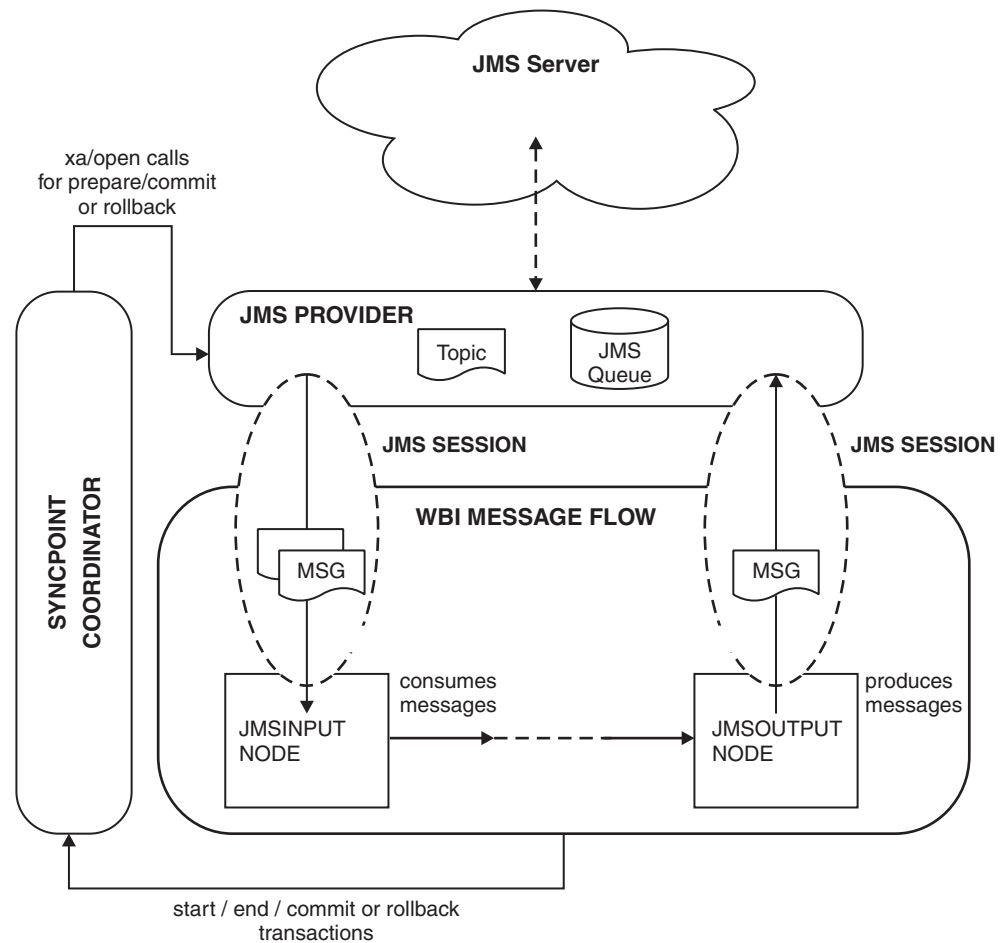 JMS Server
xa/open calls
for prepare/commit
or rollback
JMS PROVIDER
Topic
JMS
Queue
JMS SESSION
JMS SESSION
SYNCPOINT
COORDINATOR
WBI MESSAGE FLOW
MSG
MSG
consumes
messages
produces
messages
JMSINPUT
NODE
JMSOUTPUT
NODE
start / end / commit or rollback
transactions